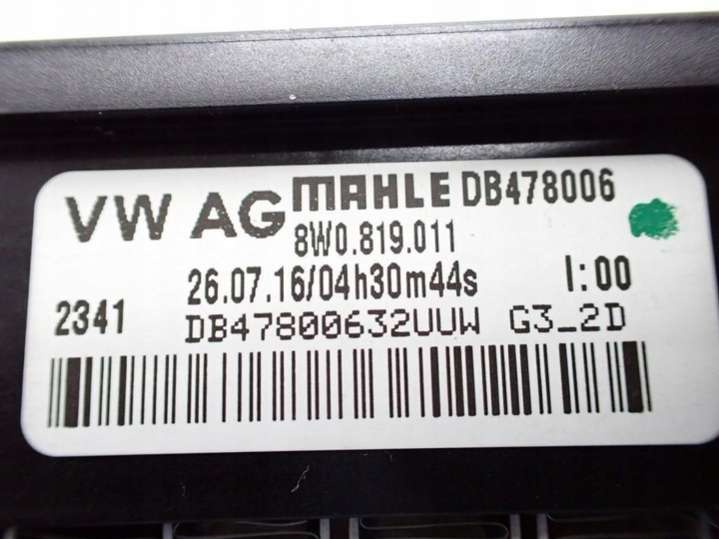 VW AG MAHLE DB478006
8W0.819.011
26.07.16/04h30m44s I:00
2341 DB47800632UUW G3_2D